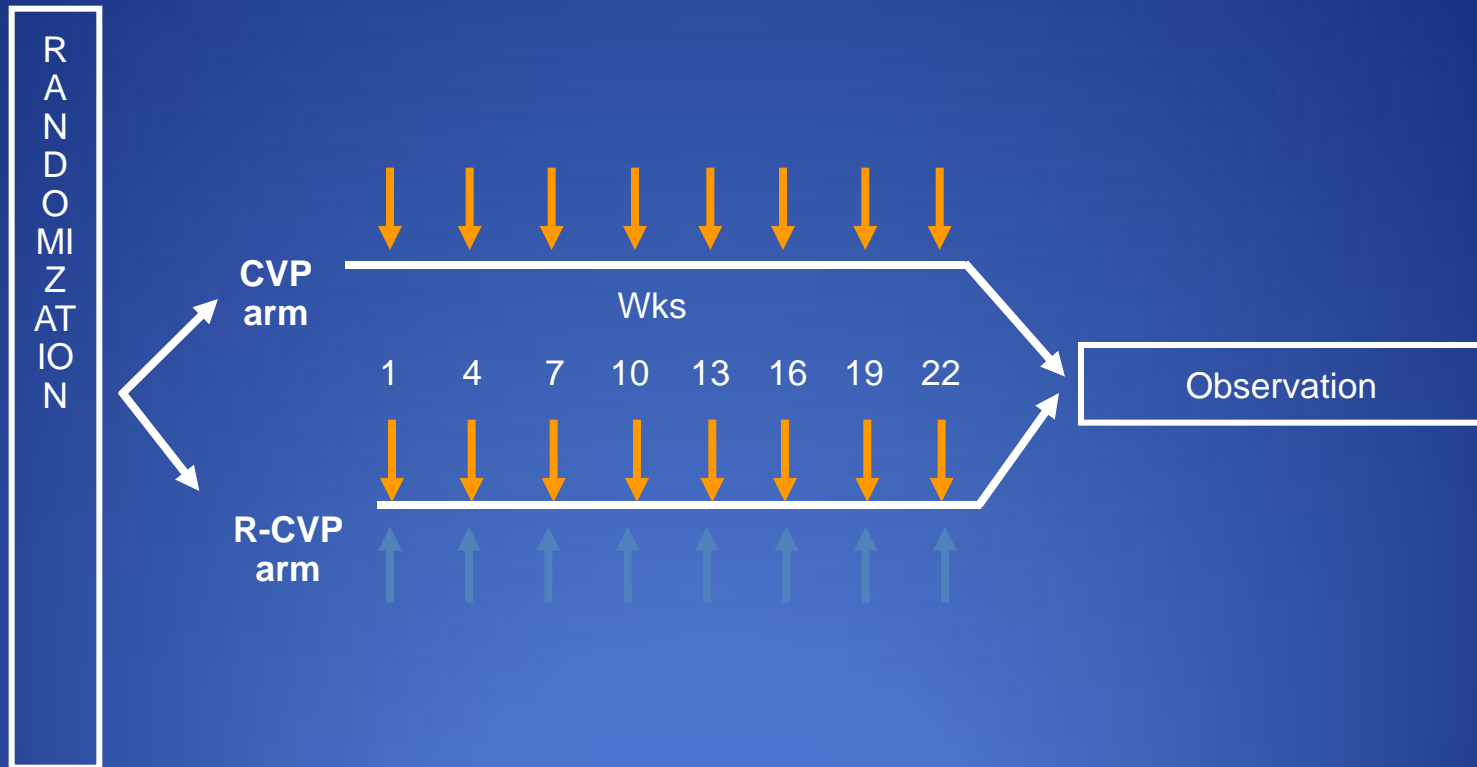 R
A
N
D
O
MI
Z
AT
IO
N
CVP
arm
Wks
1 4 7 10 13 16 19 22
Observation
R-CVP
arm